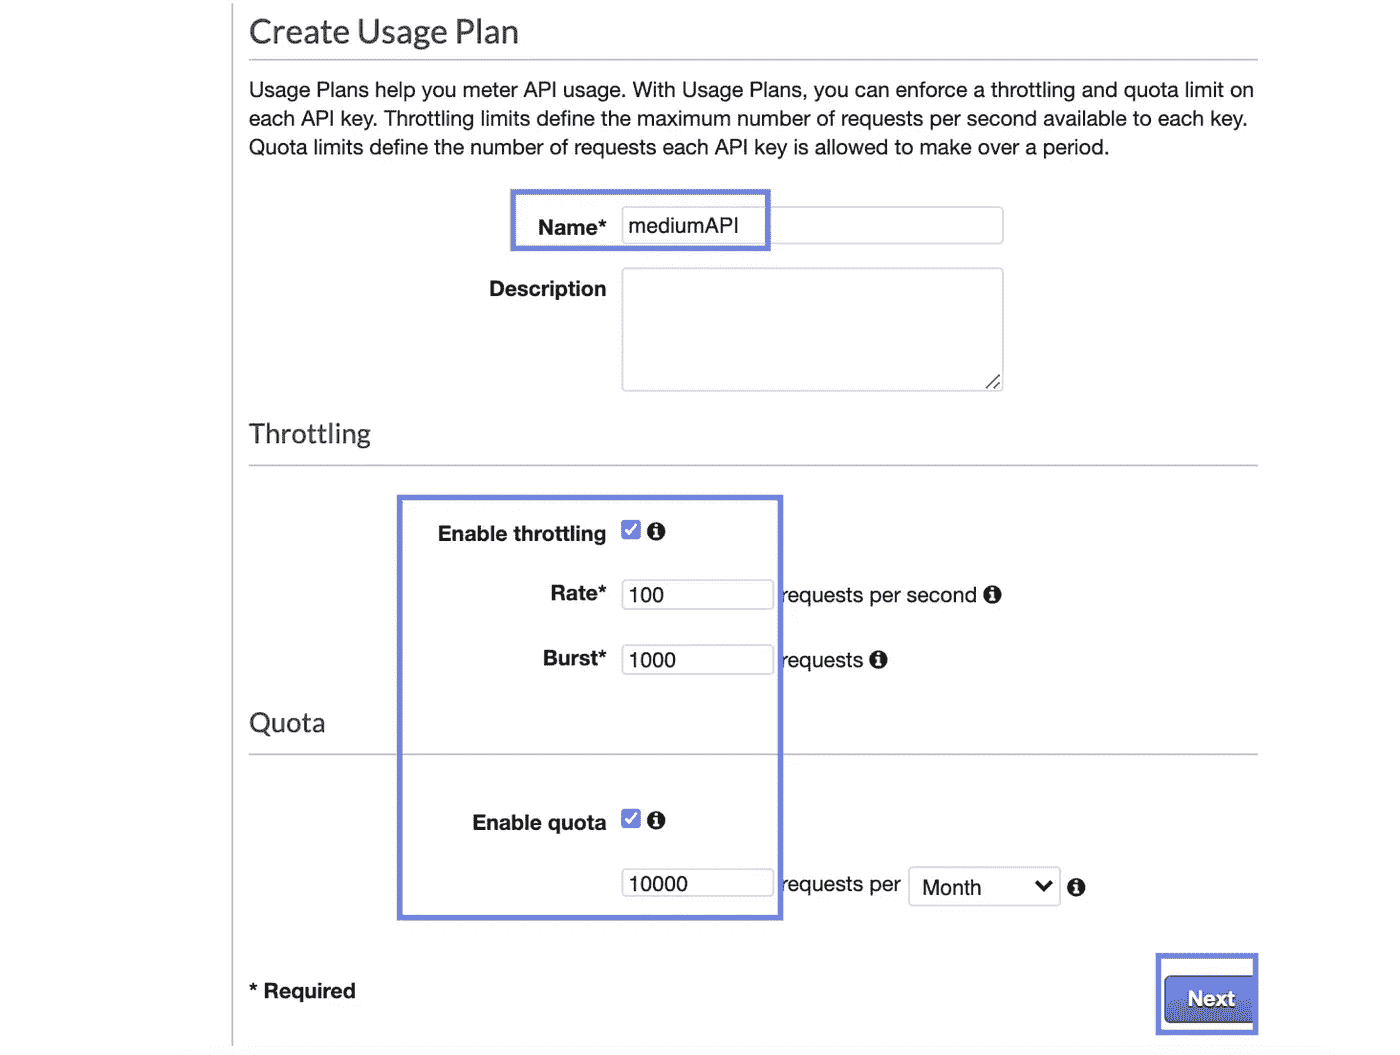 Create Usage Plan
Usage Plans help you meter API usage. With Usage Plans, you can enforce a throttling and quota limit on
each API key. Throttling limits define the maximum number of requests per second available to each key.
Quota limits define the number of requests each API key is allowed to make over a period.
Name* mediumAPI
Description
Throttling
Enable throttling
Rate* 100 requests per second
Burst* 1000 requests
Quota
Enable quota
10000 requests per Month
* Required
Next